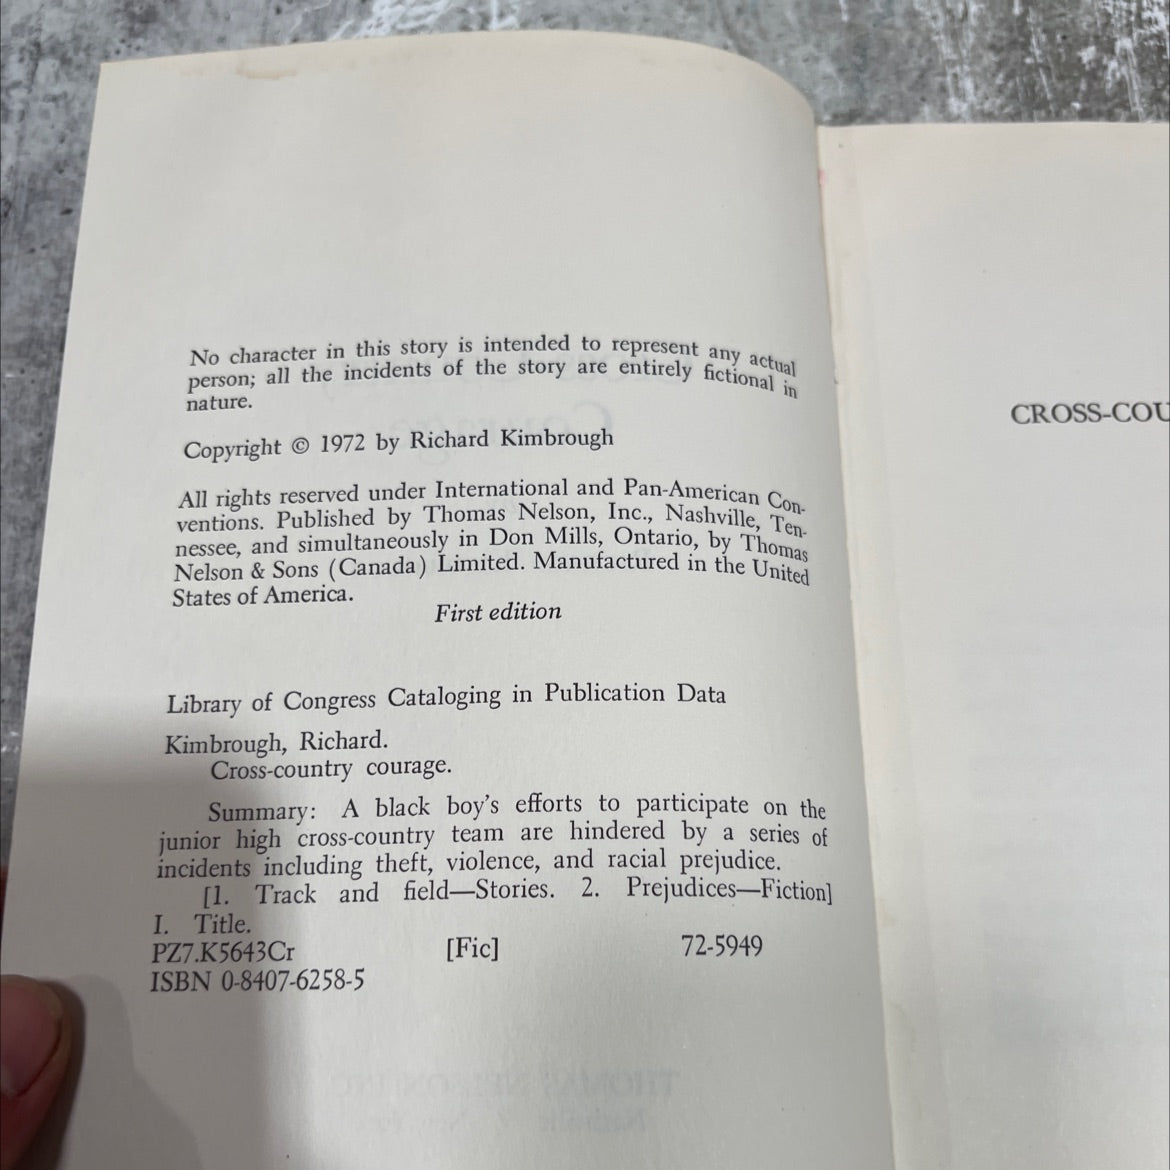 No character in this story is intended to represent any actual
person; all the incidents of the story are entirely fictional in
nature.
Copyright © 1972 by Richard Kimbrough
All rights reserved under International and Pan-American Con-
ventions. Published by Thomas Nelson, Inc., Nashville, Ten-
nessee, and simultaneously in Don Mills, Ontario, by Thomas
Nelson & Sons (Canada) Limited. Manufactured in the United
States of America.
First edition
Library of Congress Cataloging in Publication Data
Kimbrough, Richard.
Cross-country courage.
Summary: A black boy's efforts to participate on the
junior high cross-country team are hindered by a series of
incidents including theft, violence, and racial prejudice.
[1. Track and field—Stories. 2. Prejudices—Fiction]
I. Title.
PZ7.K5643Cr [Fic] 72-5949
ISBN 0-8407-6258-5
CROSS-COU